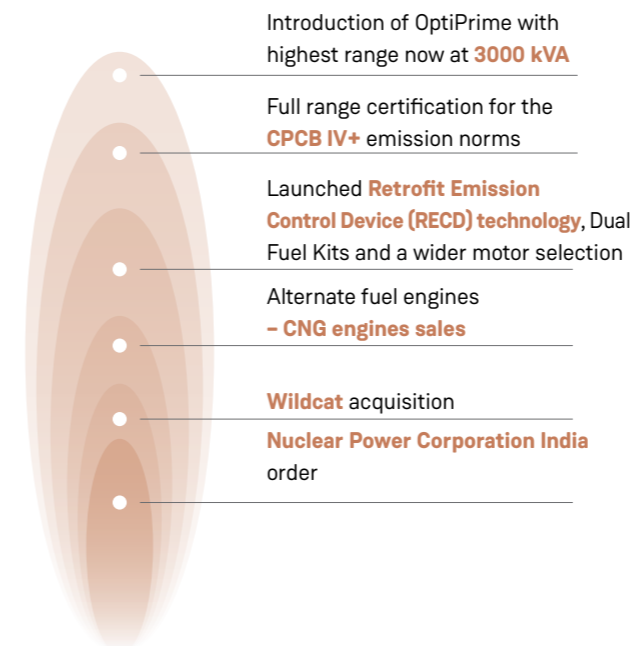 Introduction of OptiPrime with
highest range now at 3000 kVA
Full range certification for the
CPCB IV+ emission norms
Launched Retrofit Emission
Control Device (RECD) technology, Dual
Fuel Kits and a wider motor selection
Alternate fuel engines
– CNG engines sales
Wildcat acquisition
Nuclear Power Corporation India
order